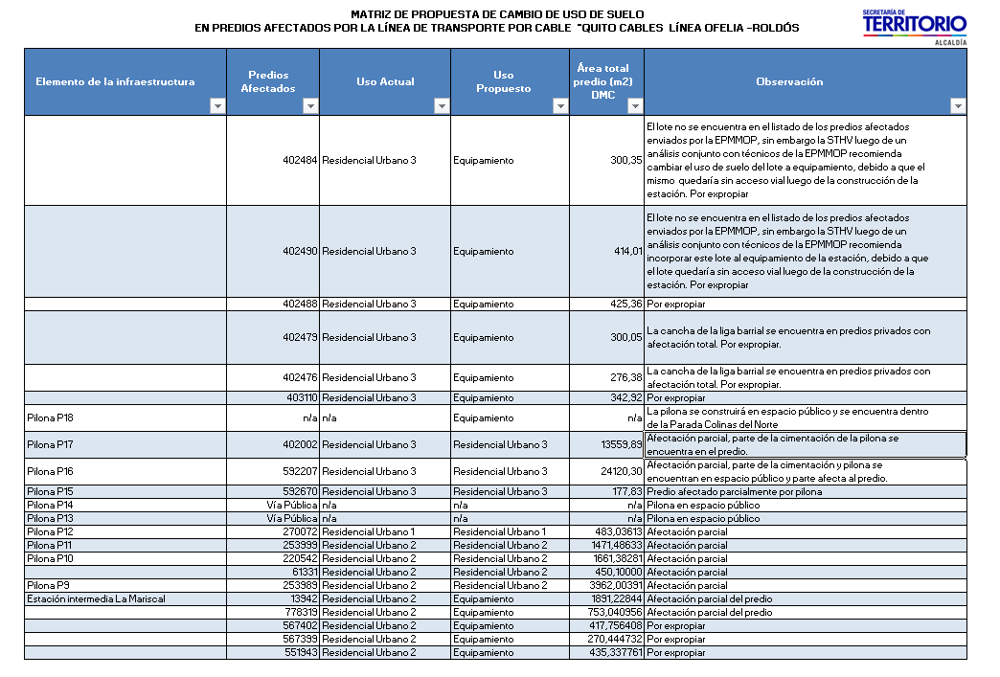 MATRIZ DE PROPUESTA DE CAMBIO DE USO DE SUELO
EN PREDIOS AFECTADOS POR LA LÍNEA DE TRANSPORTE POR CABLE "QUITO CABLES LÍNEA OFELIA –ROLDÓS
SECRETARÍA DE
TERRITORIO
ALCALDÍA
Elemento de la infraestructura
Predios
Afectados
Uso Actual
Uso
Propuesto
Área total
predio (m2)
DMC
Observación
402484 Residencial Urbano 3 Equipamiento 300,35
El lote no se encuentra en el listado de los predios afectados
enviados por la EPMMOP, sin embargo la STHV luego de un
análisis conjunto con técnicos de la EPMMOP recomienda
cambiar el uso de suelo del lote a equipamiento, debido a que el
mismo quedaría sin acceso vial luego de la construcción de la
estación. Por expropiar
402490 Residencial Urbano 3 Equipamiento 414,01
El lote no se encuentra en el listado de los predios afectados
enviados por la EPMMOP, sin embargo la STHV luego de un
análisis conjunto con técnicos de la EPMMOP recomienda
incorporar este lote al equipamiento de la estación, debido a que
el lote quedaría sin acceso vial luego de la construcción de la
estación. Por expropiar
402488 Residencial Urbano 3 Equipamiento 425,36 Por expropiar
402479 Residencial Urbano 3 Equipamiento 300,05
La cancha de la liga barrial se encuentra en predios privados con
afectación total. Por expropiar.
402476 Residencial Urbano 3 Equipamiento 276,38
La cancha de la liga barrial se encuentra en predios privados con
afectación total. Por expropiar.
403110 Residencial Urbano 3 Equipamiento 342,92 Por expropiar
Pilona P18 n/a n/a Equipamiento n/a
La pilona se construirá en espacio público y se encuentra dentro
de la Parada Colinas del Norte
Pilona P17 402002 Residencial Urbano 3 Residencial Urbano 3 13559,89
Afectación parcial, parte de la cimentación de la pilona se
encuentra en el predio.
Pilona P16 592207 Residencial Urbano 3 Residencial Urbano 3 24120,30
Afectación parcial, parte de la cimentación y pilona se
encuentran en espacio público y parte afecta al predio.
Pilona P15 592670 Residencial Urbano 3 Residencial Urbano 3 177,83 Predio afectado parcialmente por pilona
Pilona P14 Vía Pública n/a n/a n/a Pilona en espacio público
Pilona P13 Vía Pública n/a n/a n/a Pilona en espacio público
Pilona P12 270072 Residencial Urbano 1 Residencial Urbano 1 483,03613 Afectación parcial
Pilona P11 253999 Residencial Urbano 2 Residencial Urbano 2 1471,48633 Afectación parcial
Pilona P10 220542 Residencial Urbano 2 Residencial Urbano 2 1661,38281 Afectación parcial
61331 Residencial Urbano 2 Residencial Urbano 2 450,10000 Afectación parcial
Pilona P9 253989 Residencial Urbano 2 Residencial Urbano 2 3962,00391 Afectación parcial
Estación intermedia La Mariscal 13942 Residencial Urbano 2 Equipamiento 1891,22844 Afectación parcial del predio
778319 Residencial Urbano 2 Equipamiento 753,040956 Afectación parcial del predio
567402 Residencial Urbano 2 Equipamiento 417,756408 Por expropiar
567399 Residencial Urbano 2 Equipamiento 270,444732 Por expropiar
551943 Residencial Urbano 2 Equipamiento 435,337761 Por expropiar